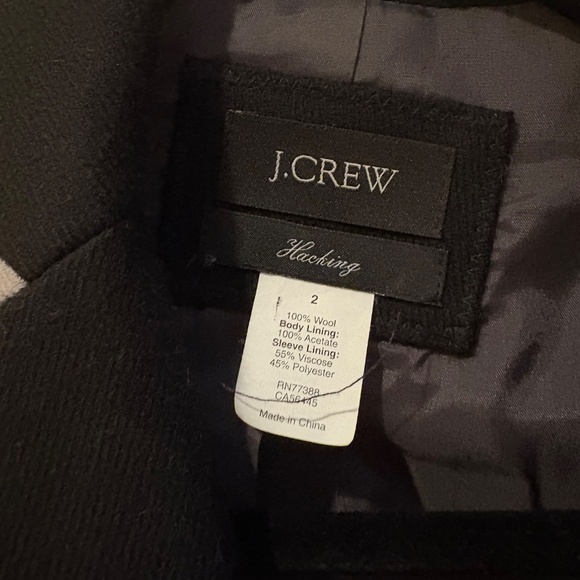 J.CREW
Hacking
2
100% Wool
Body Lining:
100% Acetate
Sleeve Lining:
55% Viscose
45% Polyester
RN77388
CA56445
Made in China